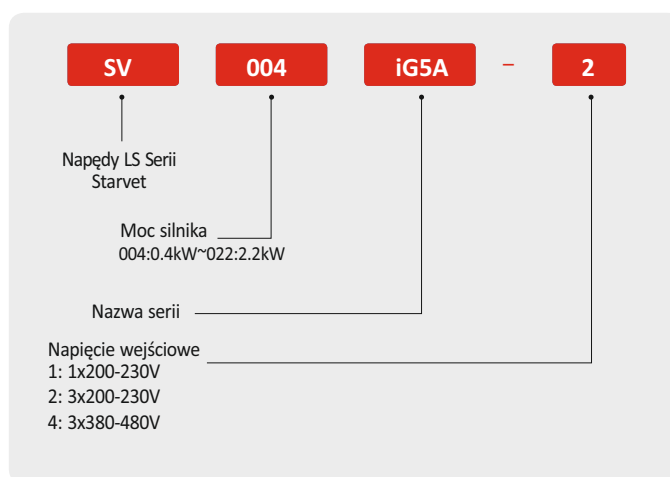 SV 004 iG5A – 2
Napędy LS Serii
Starvet
Moc silnika
004:0.4kW~022:2.2kW
Nazwa serii
Napięcie wejściowe
1: 1x200-230V
2: 3x200-230V
4: 3x380-480V